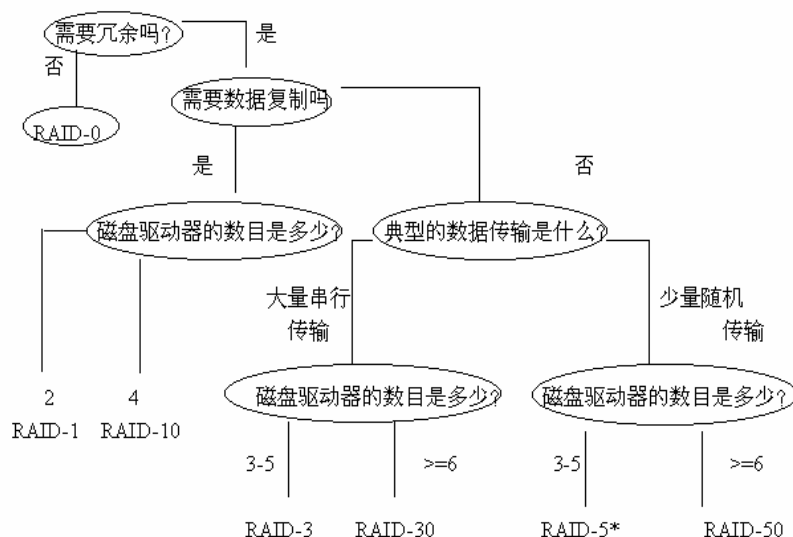 需要冗余吗?
是
否
需要数据复制吗
RAID-0
是
否
磁盘驱动器的数目是多少?
典型的数据传输是什么?
大量串行
传输
少量随机
传输
2
RAID-1
4
RAID-10
磁盘驱动器的数目是多少?
磁盘驱动器的数目是多少?
3-5
>=6
3-5
>=6
RAID-3
RAID-30
RAID-5*
RAID-50